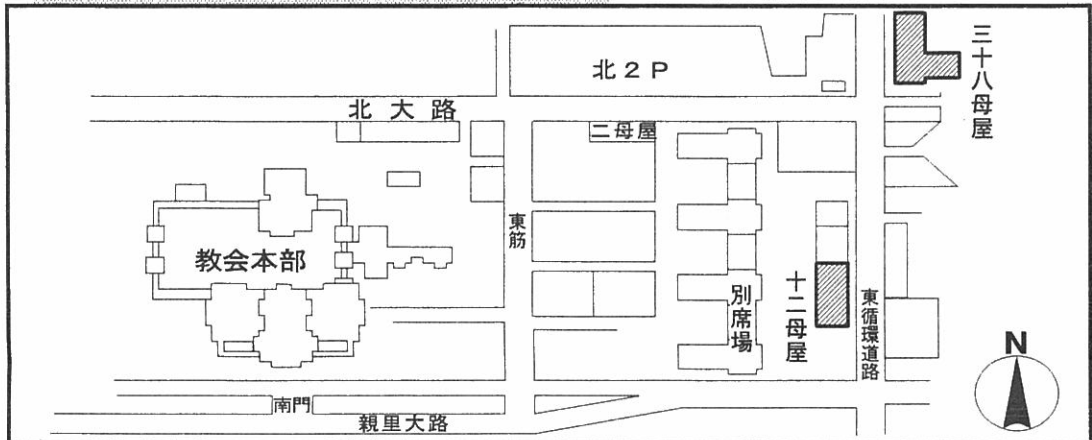 北２Ｐ
三十八母屋
北大路
二母屋
東筋
教会本部
別席場
十二母屋
東循環道路
N
南門
親里大路